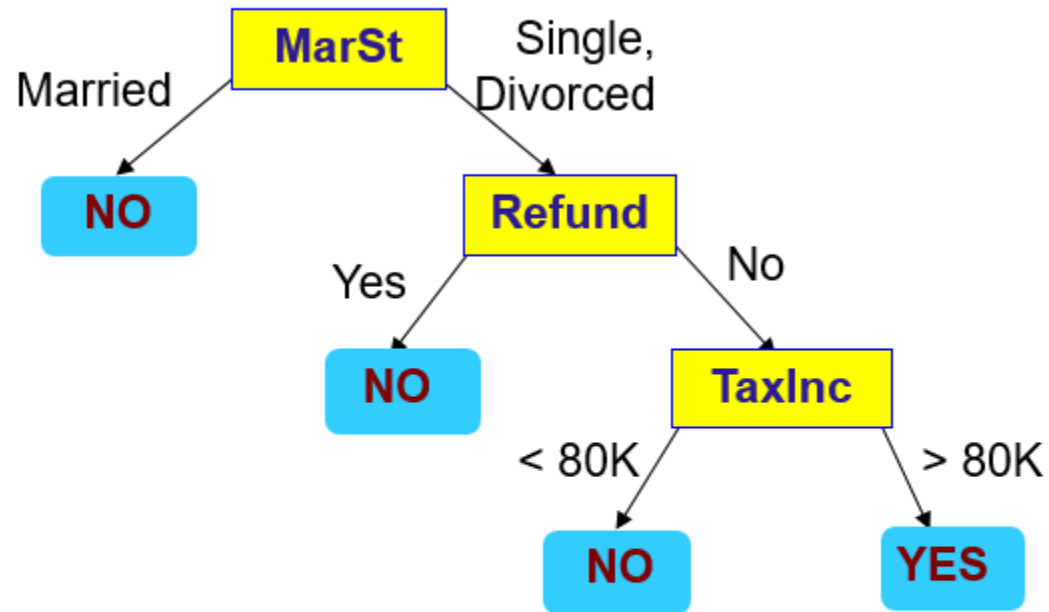 MarSt
Single,
Married
Divorced
NO
Refund
Yes
No
NO
TaxInc
< 80K
> 80K
NO
YES